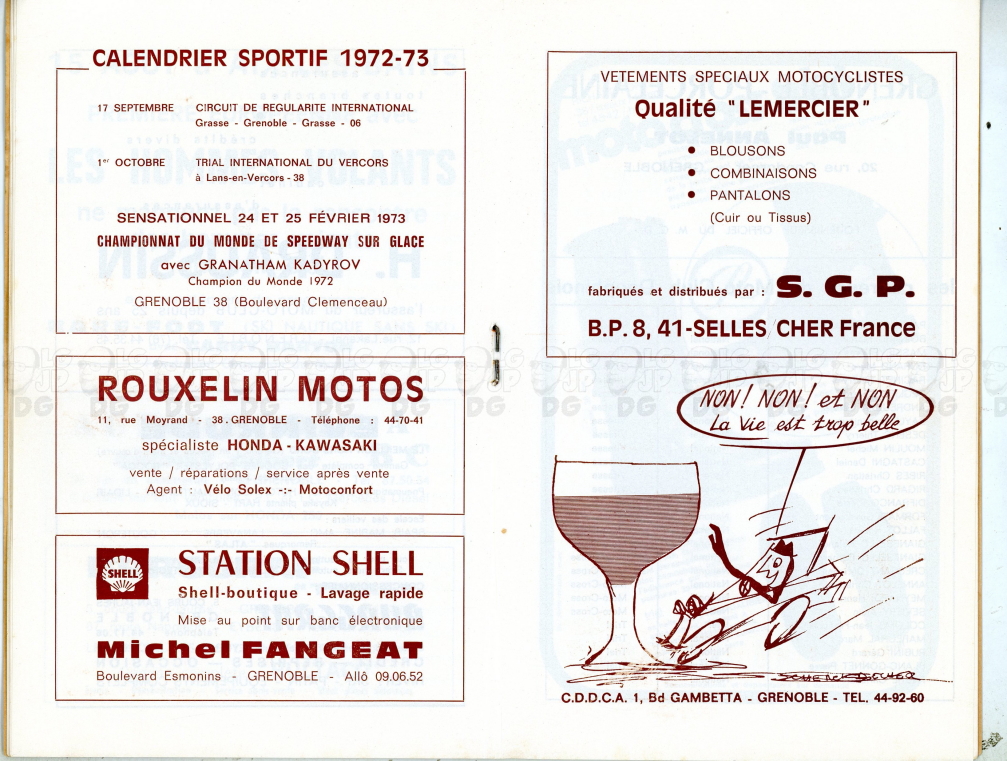 CALENDRIER SPORTIF 1972-73
17 SEPTEMBRE CIRCUIT DE REGULARITE INTERNATIONAL
Grasse - Grenoble - Grasse - 06
1er OCTOBRE TRIAL INTERNATIONAL DU VERCORS
à Lans-en-Vercors - 38
SENSATIONNEL 24 ET 25 FÉVRIER 1973
CHAMPIONNAT DU MONDE DE SPEEDWAY SUR GLACE
avec GRANATHAM KADYROV
Champion du Monde 1972
GRENOBLE 38 (Boulevard Clemenceau)
ROUXELIN MOTOS
11, rue Moyrand - 38. GRENOBLE - Téléphone : 44-70-41
spécialiste HONDA - KAWASAKI
vente / réparations / service après vente
Agent : Vélo Solex -:- Motoconfort
SHELL
STATION SHELL
Shell-boutique - Lavage rapide
Mise au point sur banc électronique
Michel FANGEAT
Boulevard Esmonins - GRENOBLE - Allô 09.06.52
VETEMENTS SPECIAUX MOTOCYCLISTES
Qualité "LEMERCIER"
• BLOUSONS
• COMBINAISONS
• PANTALONS
(Cuir ou Tissus)
fabriqués et distribués par : S. G. P.
B.P. 8, 41-SELLES/CHER France
NON! NON! et NON
La Vie est trop belle
C.D.D.C.A. 1, Bd GAMBETTA - GRENOBLE - TEL. 44-92-60